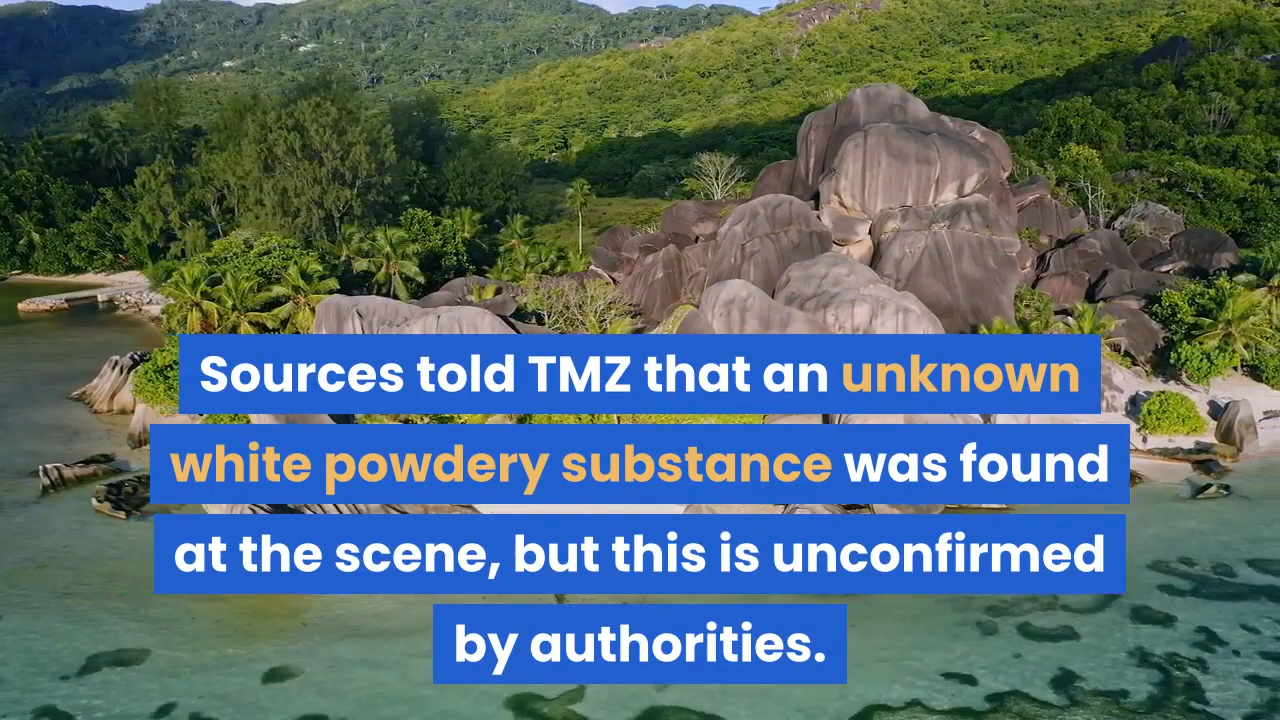 Sources told TMZ that an unknown
white powdery substance was found
at the scene, but this is unconfirmed
by authorities.